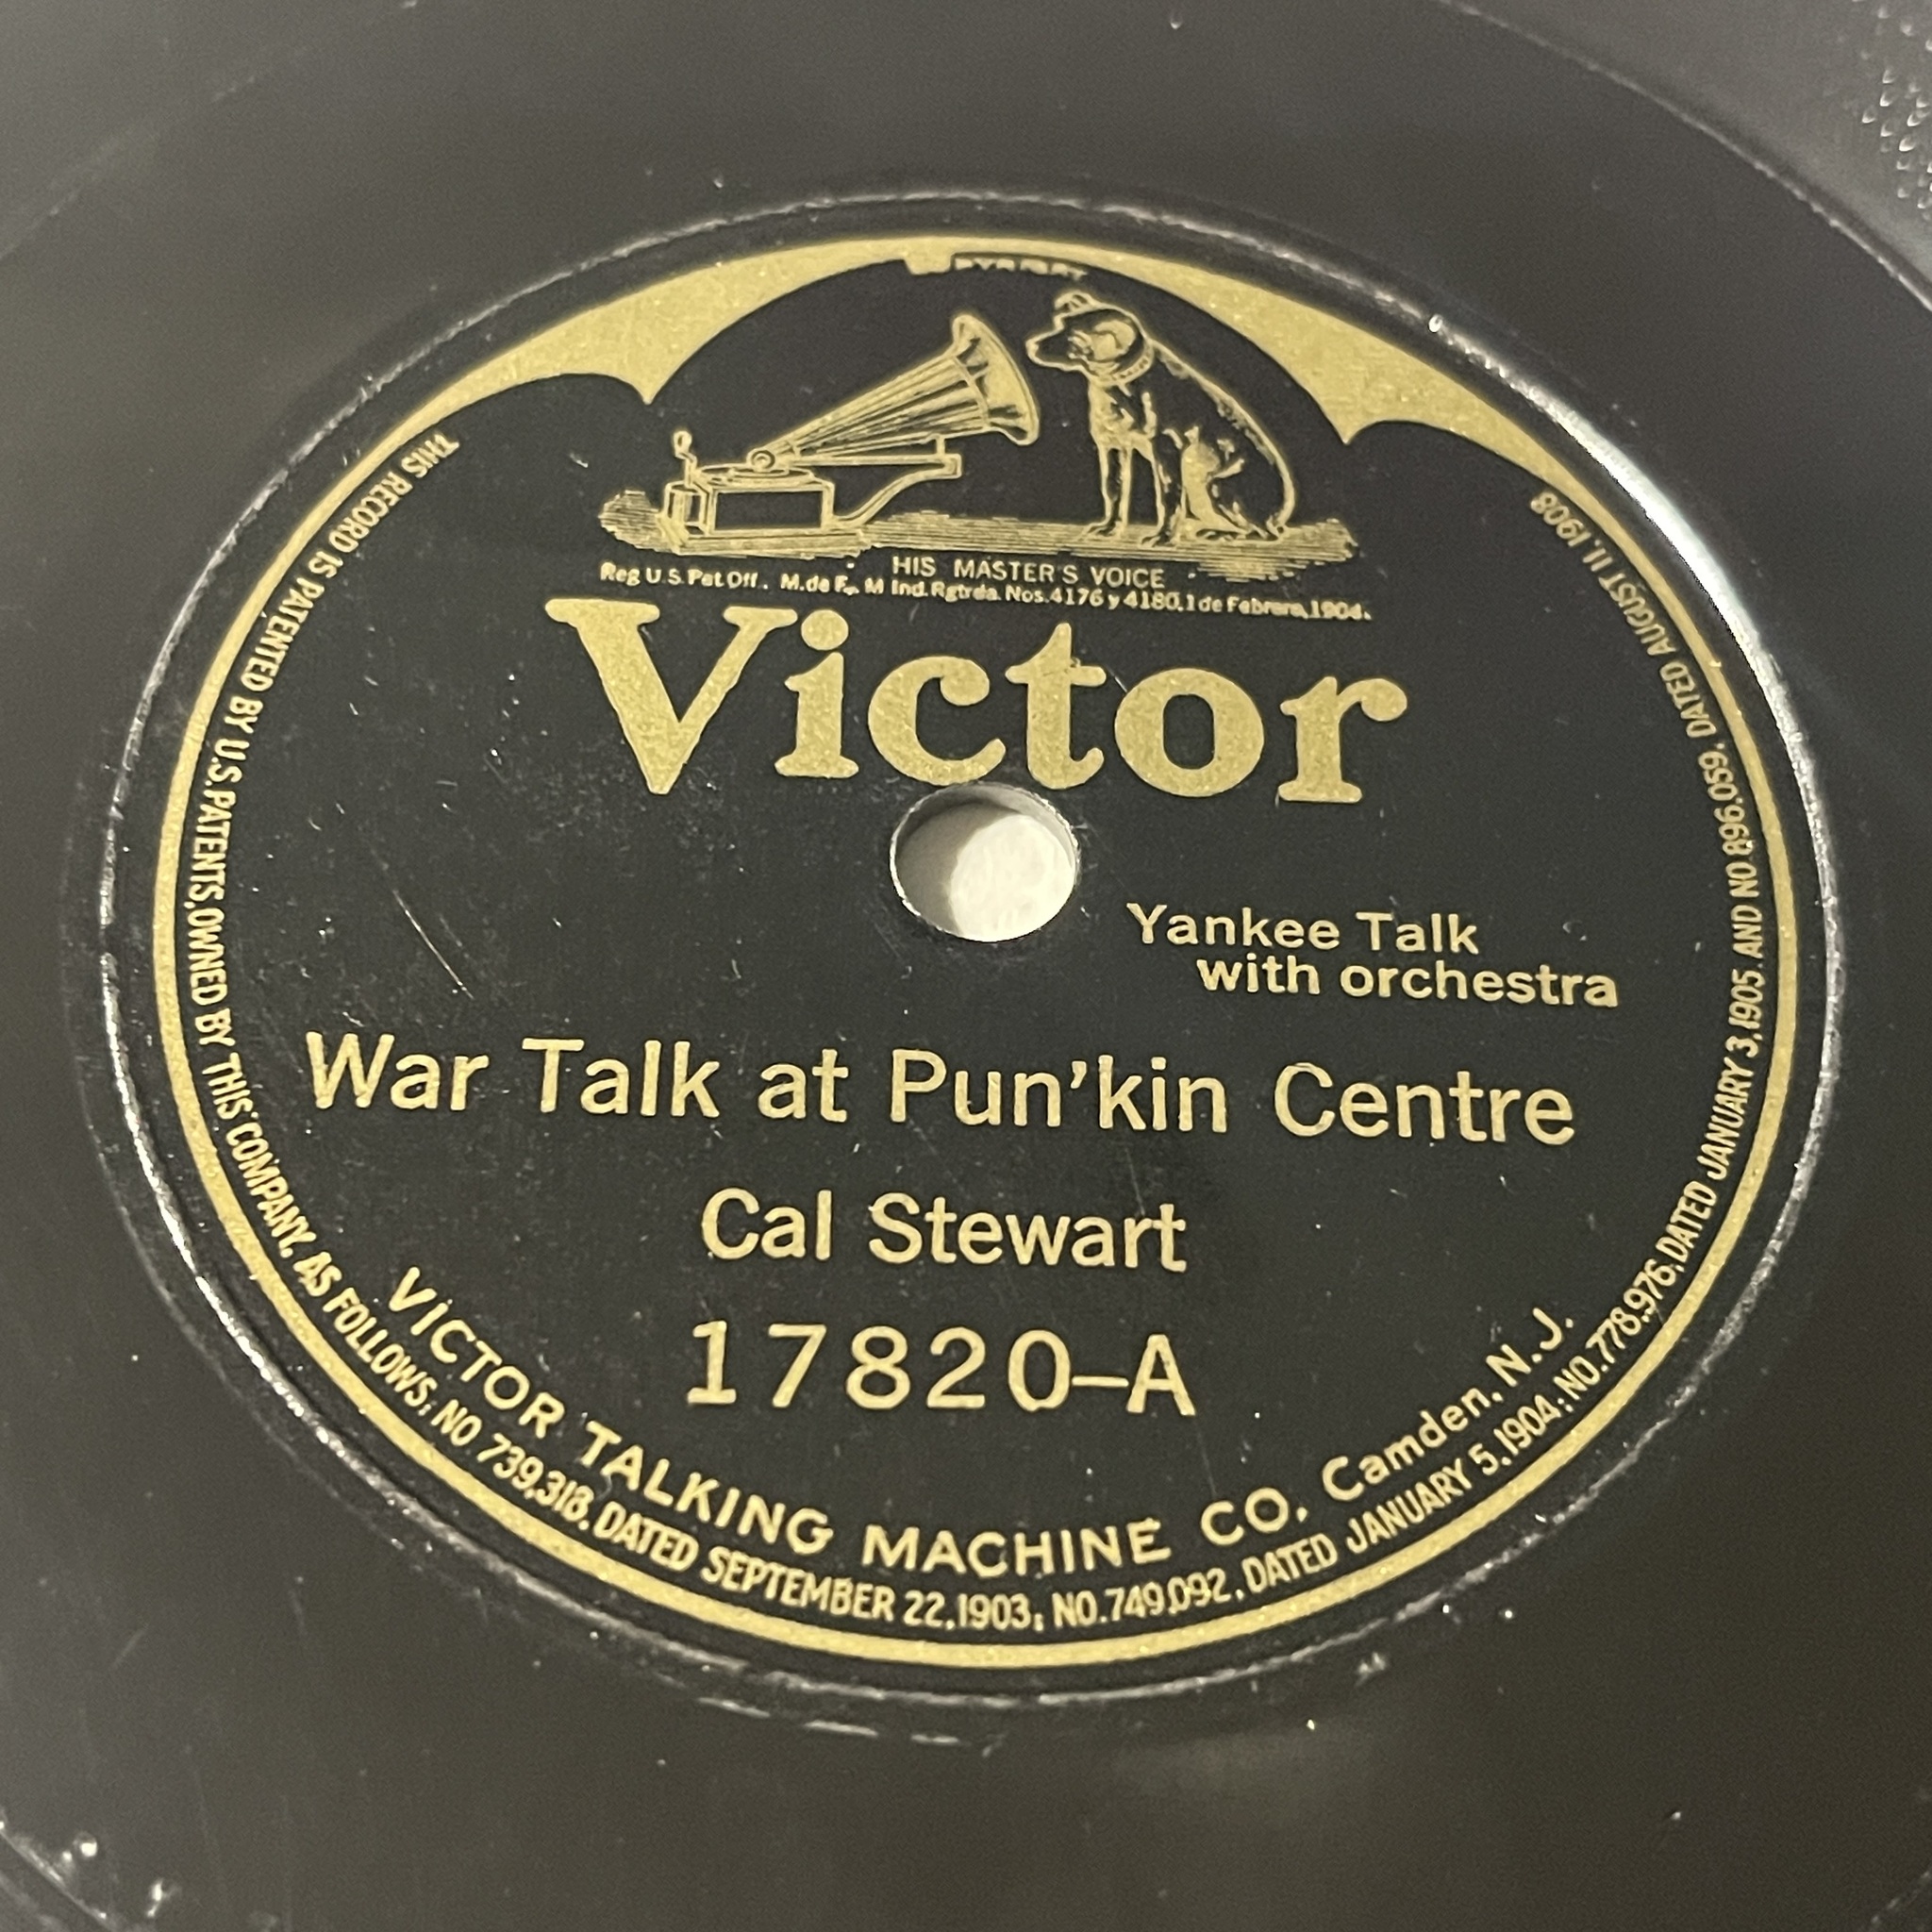 HIS MASTER'S VOICE
Reg U.S. Pat. Off. M. de F. M Ind. Rgtrda. Nos. 4176 y 4180, 1 de Febrero, 1904.
Victor
Yankee Talk
with orchestra
War Talk at Pun'kin Centre
Cal Stewart
17820–A
VICTOR TALKING MACHINE CO. Camden, N.J.
THIS RECORD IS PATENTED BY U.S. PATENTS, OWNED BY THIS COMPANY, AS FOLLOWS: NO. 739,318, DATED SEPTEMBER 22, 1903; NO. 749,092, DATED JANUARY 5, 1904; NO. 778,976, DATED JANUARY 3, 1905 AND NO 896,059, DATED AUGUST 11, 1908